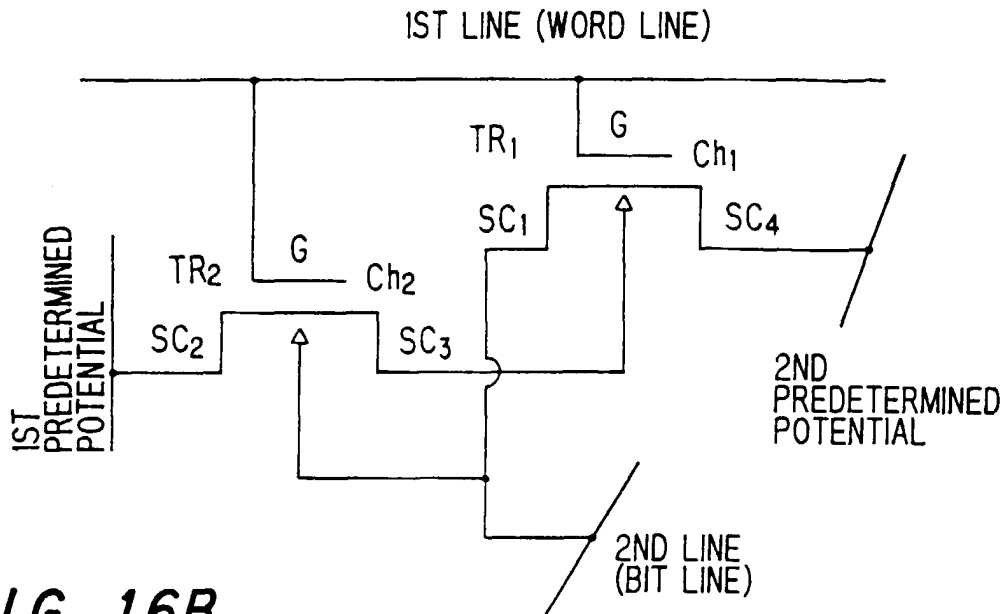 1ST LINE (WORD LINE)
G
TR1
Ch1
SC1
SC4
G
TR2
Ch2
SC2
SC3
1ST
PREDETERMINED
POTENTIAL
2ND
PREDETERMINED
POTENTIAL
2ND LINE
(BIT LINE)